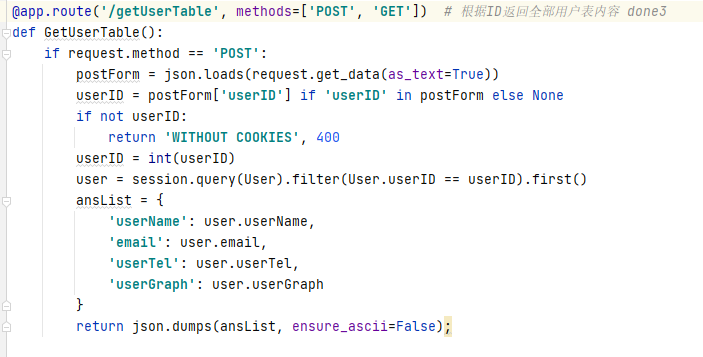 @app.route('/getUserTable', methods=['POST', 'GET'])  # 根据ID返回全部用户表内容 done3
def GetUserTable():
    if request.method == 'POST':
        postForm = json.loads(request.get_data(as_text=True))
        userID = postForm['userID'] if 'userID' in postForm else None
        if not userID:
            return 'WITHOUT COOKIES', 400
        userID = int(userID)
        user = session.query(User).filter(User.userID == userID).first()
        ansList = {
            'userName': user.userName,
            'email': user.email,
            'userTel': user.userTel,
            'userGraph': user.userGraph
        }
        return json.dumps(ansList, ensure_ascii=False);